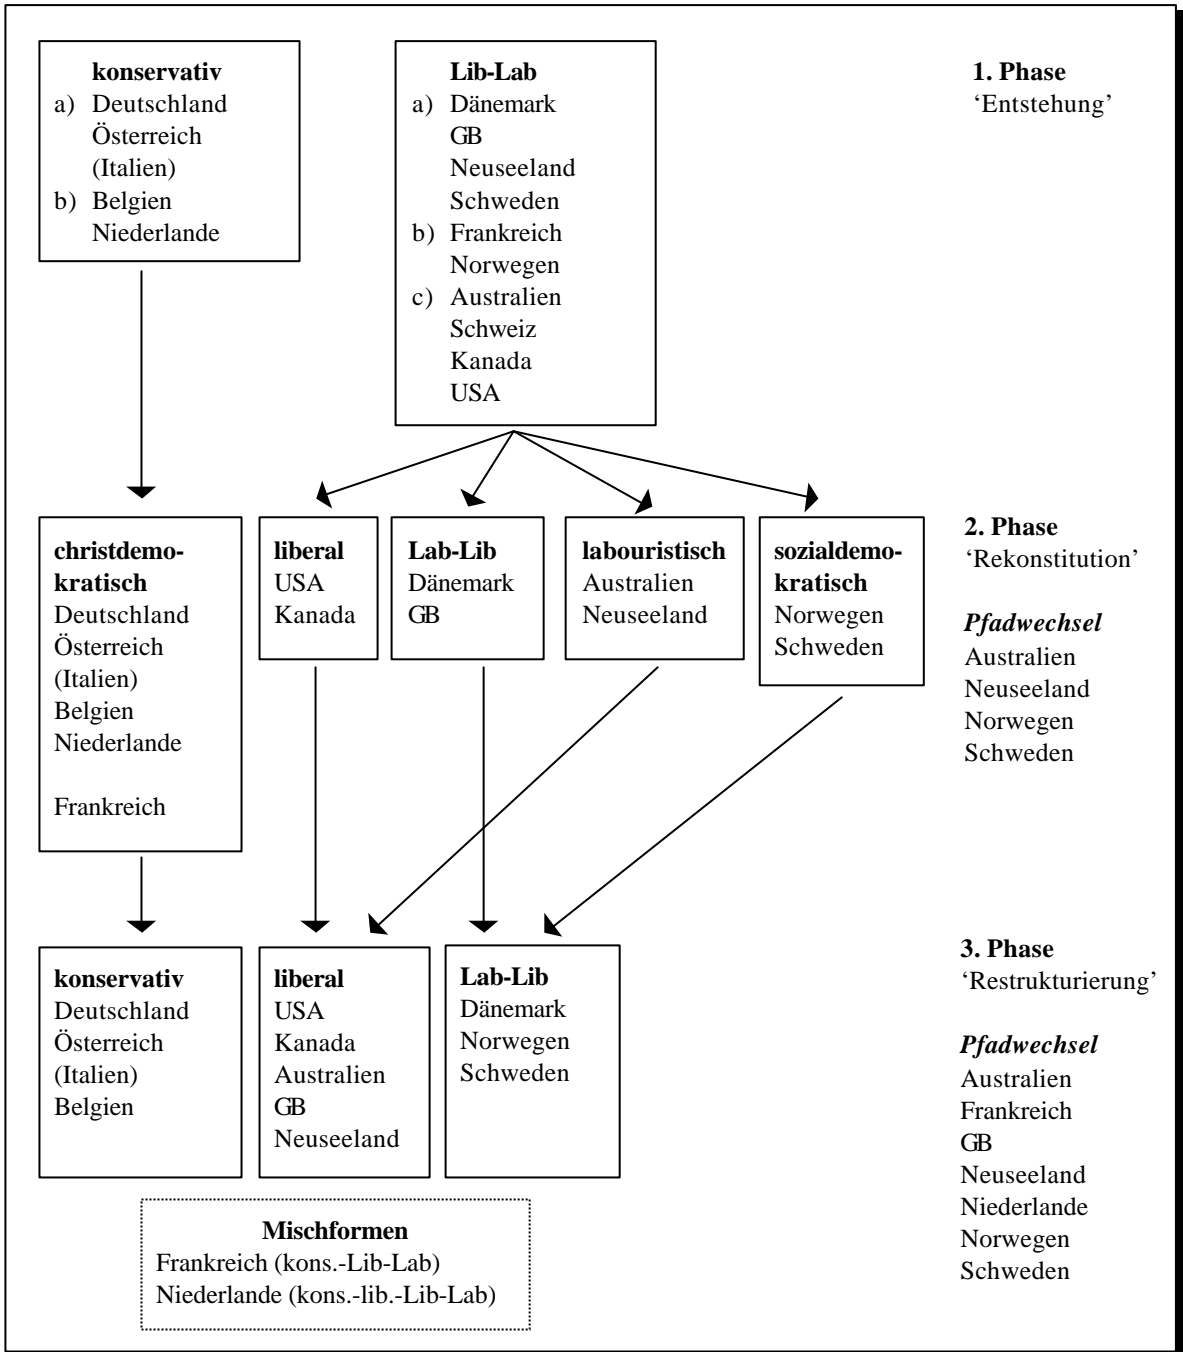 konservativ
a) Deutschland
Österreich
(Italien)
b) Belgien
Niederlande
Lib-Lab
a) Dänemark
GB
Neuseeland
Schweden
b) Frankreich
Norwegen
c) Australien
Schweiz
Kanada
USA
1. Phase
‘Entstehung’
christdemo-
kratisch
Deutschland
Österreich
(Italien)
Belgien
Niederlande
Frankreich
liberal
USA
Kanada
Lab-Lib
Dänemark
GB
labouristisch
Australien
Neuseeland
sozialdemo-
kratisch
Norwegen
Schweden
2. Phase
‘Rekonstitution’
Pfadwechsel
Australien
Neuseeland
Norwegen
Schweden
konservativ
Deutschland
Österreich
(Italien)
Belgien
liberal
USA
Kanada
Australien
GB
Neuseeland
Lab-Lib
Dänemark
Norwegen
Schweden
3. Phase
‘Restrukturierung’
Pfadwechsel
Australien
Frankreich
GB
Neuseeland
Niederlande
Norwegen
Schweden
Mischformen
Frankreich (kons.-Lib-Lab)
Niederlande (kons.-lib.-Lib-Lab)